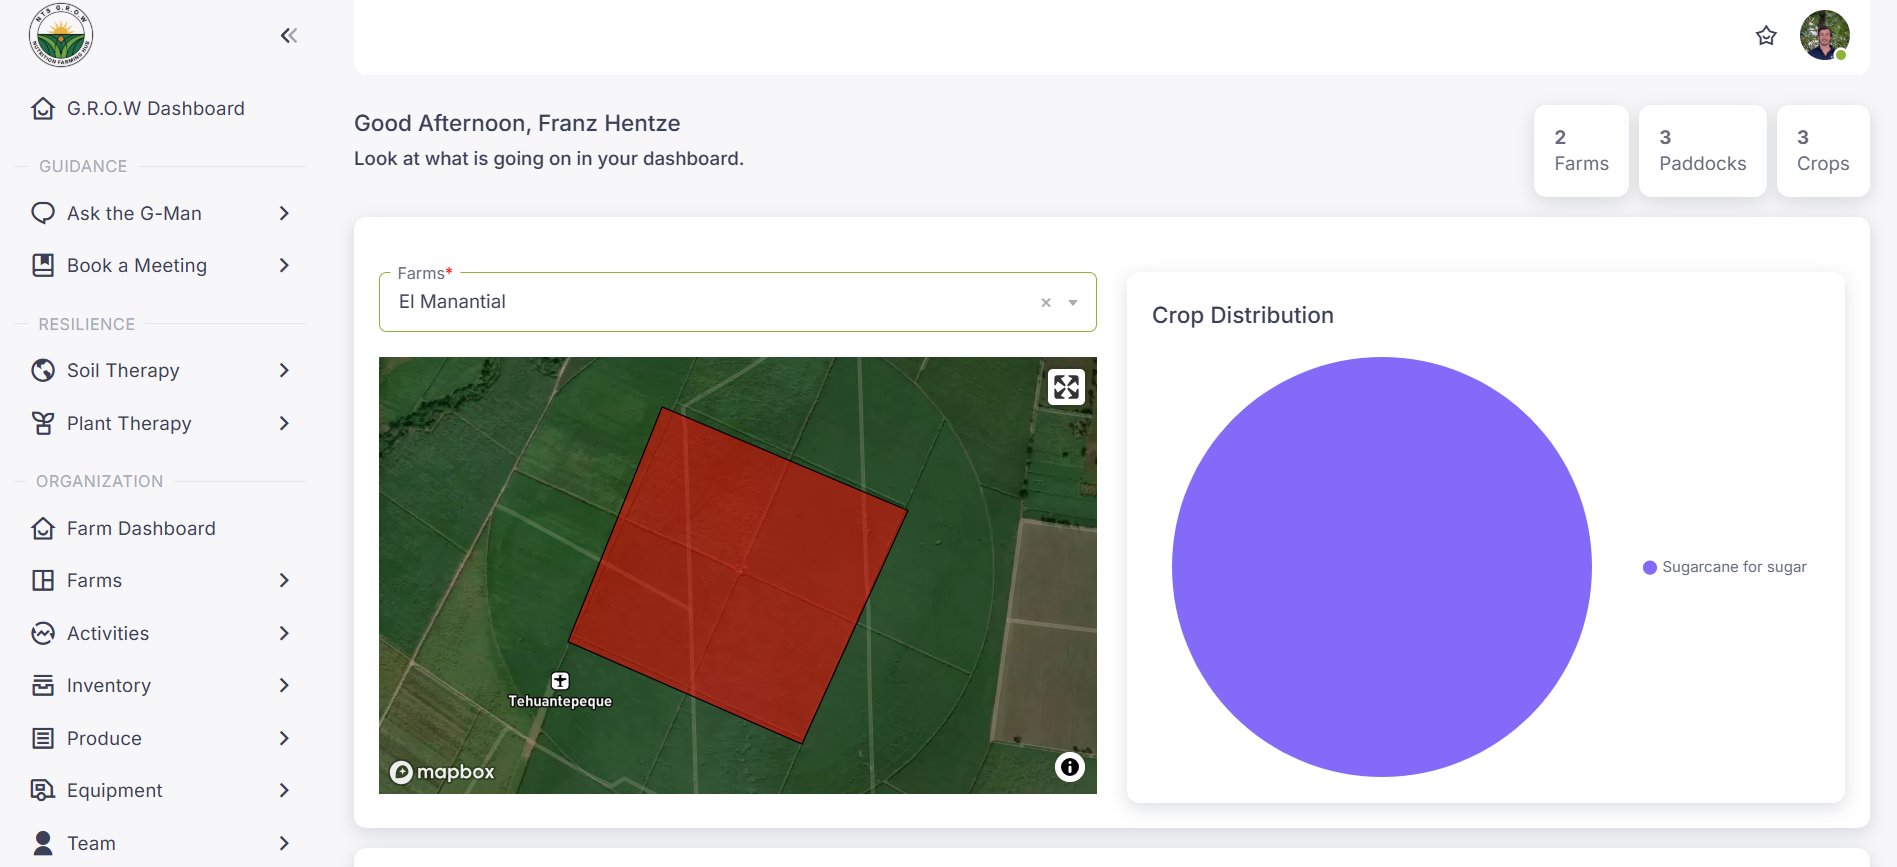 NTS G.R.O.W
NUTRITION FARMING HUB
G.R.O.W Dashboard
GUIDANCE
Ask the G-Man
Book a Meeting
RESILIENCE
Soil Therapy
Plant Therapy
ORGANIZATION
Farm Dashboard
Farms
Activities
Inventory
Produce
Equipment
Team
Good Afternoon, Franz Hentze
Look at what is going on in your dashboard.
2
Farms
3
Paddocks
3
Crops
Farms*
El Manantial
Tehuantepeque
mapbox
Crop Distribution
Sugarcane for sugar